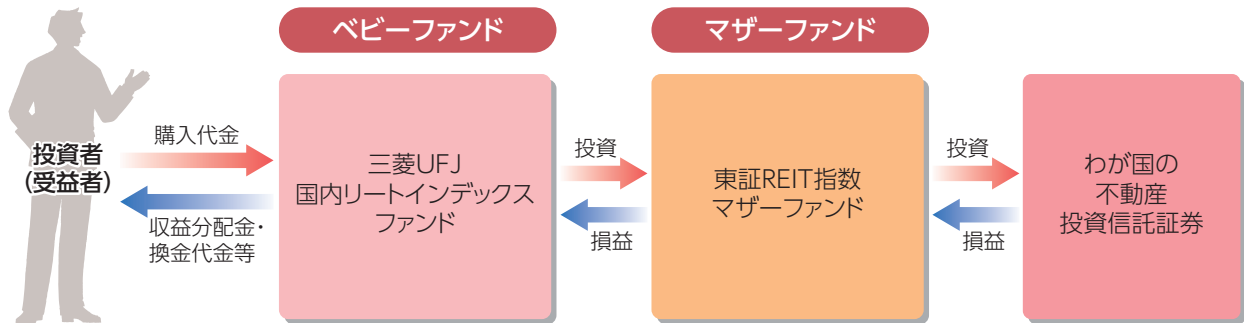 ベビーファンド
マザーファンド
投資者
(受益者)
購入代金
収益分配金・
換金代金等
三菱UFJ
国内リートインデックス
ファンド
投資
損益
東証REIT指数
マザーファンド
投資
損益
わが国の
不動産
投資信託証券